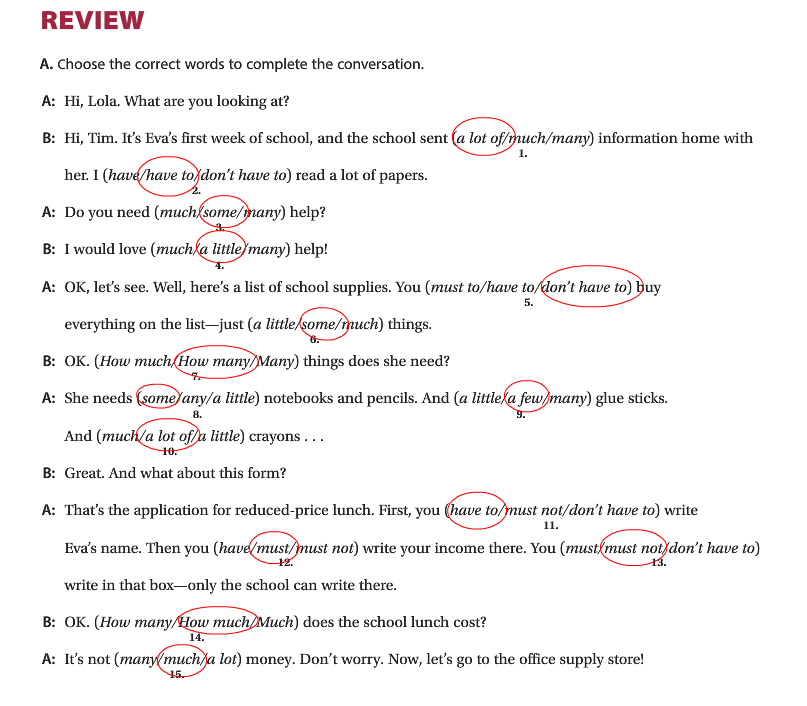 REVIEW
A. Choose the correct words to complete the conversation.
A: Hi, Lola. What are you looking at?
B: Hi, Tim. It's Eva's first week of school, and the school sent (a lot of/much/many) information home with
1.
her. I (have/have to/don't have to) read a lot of papers.
2.
A: Do you need (much/some/many) help?
3.
B: I would love (much/a little/many) help!
4.
A: OK, let's see. Well, here's a list of school supplies. You (must to/have to/don't have to) buy
5.
everything on the list—just (a little/some/much) things.
6.
B: OK. (How much/How many/Many) things does she need?
7.
A: She needs (some/any/a little) notebooks and pencils. And (a little/a few/many) glue sticks.
8. 9.
And (much/a lot of/a little) crayons . . .
10.
B: Great. And what about this form?
A: That's the application for reduced-price lunch. First, you (have to/must not/don't have to) write
11.
Eva's name. Then you (have/must/must not) write your income there. You (must/must not/don't have to)
12. 13.
write in that box—only the school can write there.
B: OK. (How many/How much/Much) does the school lunch cost?
14.
A: It's not (many/much/a lot) money. Don't worry. Now, let's go to the office supply store!
15.